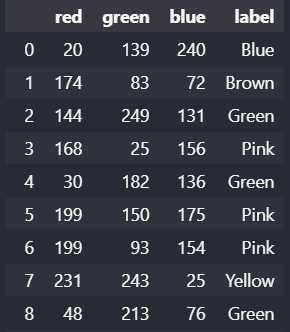 red green blue label
0 20 139 240 Blue
1 174 83 72 Brown
2 144 249 131 Green
3 168 25 156 Pink
4 30 182 136 Green
5 199 150 175 Pink
6 199 93 154 Pink
7 231 243 25 Yellow
8 48 213 76 Green